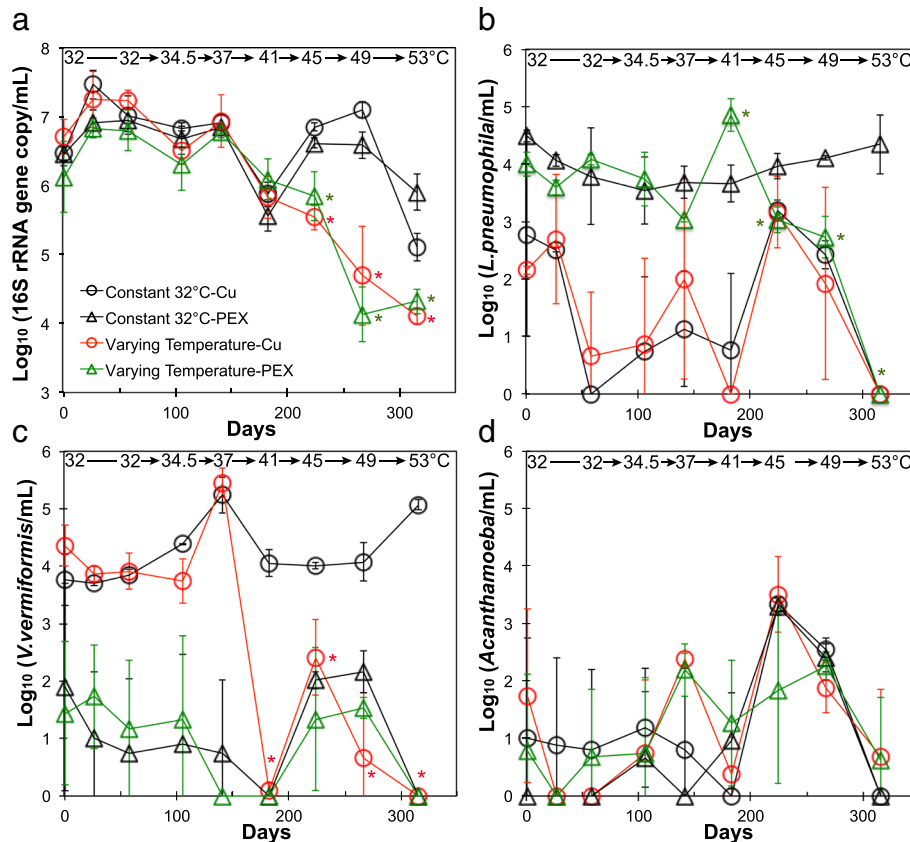 a
32 → 32 → 34.5 → 37 → 41 → 45 → 49 → 53°C
8
7
6
5
4
3
Log₁₀ (16S rRNA gene copy/mL)
Constant 32°C-Cu
Constant 32°C-PEX
Varying Temperature-Cu
Varying Temperature-PEX
* * * * * *
0 100 200 300
Days
b
32 → 32 → 34.5 → 37 → 41 → 45 → 49 → 53°C
6
5
4
3
2
1
0
Log₁₀ (L.pneumophila/mL)
* * * *
0 100 200 300
Days
c
32 → 32 → 34.5 → 37 → 41 → 45 → 49 → 53°C
6
5
4
3
2
1
0
Log₁₀ (V.vermiformis/mL)
* * * *
0 100 200 300
Days
d
32 → 32 → 34.5 → 37 → 41 → 45 → 49 → 53°C
6
5
4
3
2
1
0
Log₁₀ (Acanthamoeba/mL)
0 100 200 300
Days